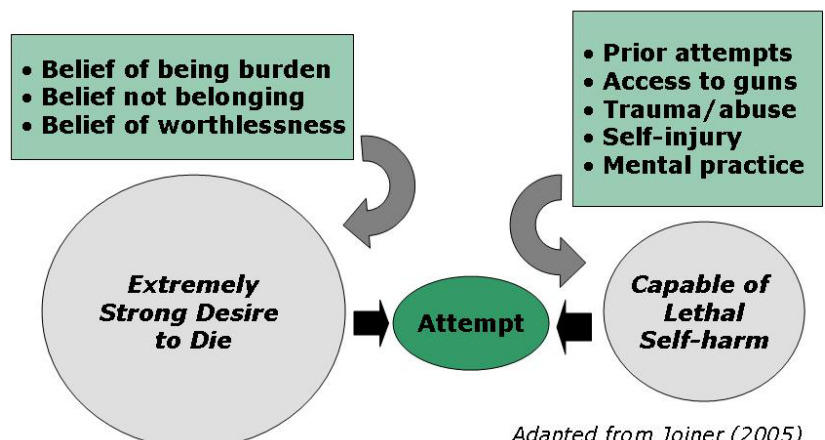 • Belief of being burden
• Belief not belonging
• Belief of worthlessness
• Prior attempts
• Access to guns
• Trauma/abuse
• Self-injury
• Mental practice
Extremely
Strong Desire
to Die
Attempt
Capable of
Lethal
Self-harm
Adapted from Joiner (2005)